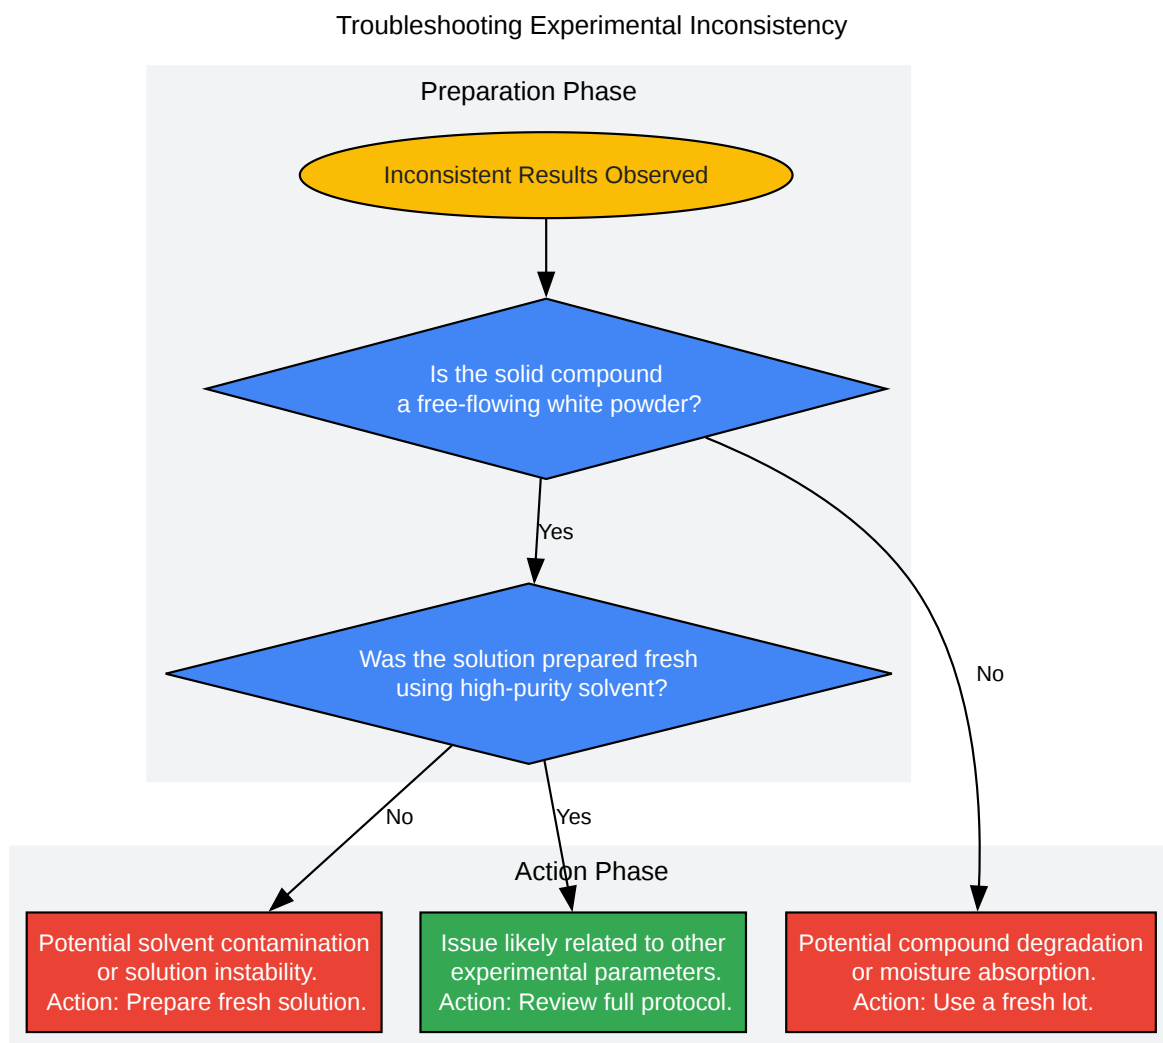 Troubleshooting Experimental Inconsistency
Preparation Phase
Inconsistent Results Observed
Is the solid compound
a free-flowing white powder?
Yes
Was the solution prepared fresh
using high-purity solvent?
No
No
Yes
Action Phase
Potential solvent contamination
or solution instability.
Action: Prepare fresh solution.
Issue likely related to other
experimental parameters.
Action: Review full protocol.
Potential compound degradation
or moisture absorption.
Action: Use a fresh lot.